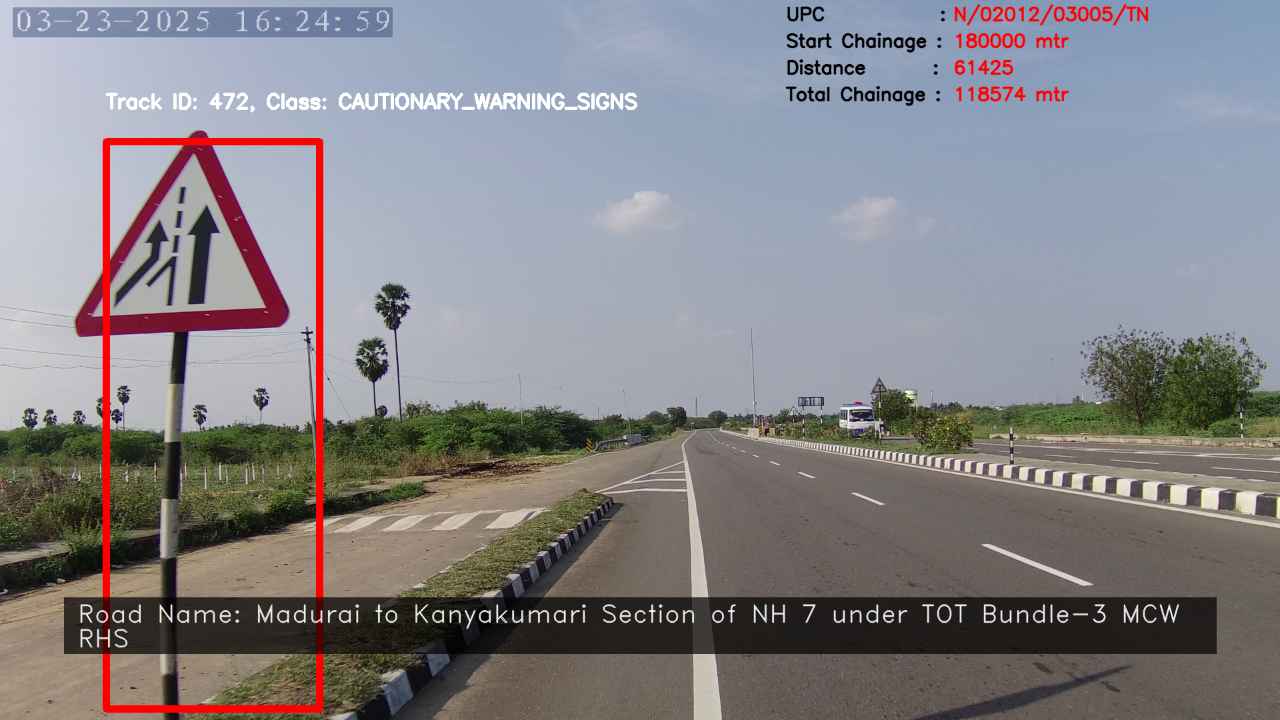 03-23-2025 16:24:59
UPC : N/02012/03005/TN
Start Chainage : 180000 mtr
Distance : 61425
Total Chainage : 118574 mtr
Track ID: 472, Class: CAUTIONARY_WARNING_SIGNS
Road Name: Madurai to Kanyakumari Section of NH 7 under TOT Bundle-3 MCW
RHS